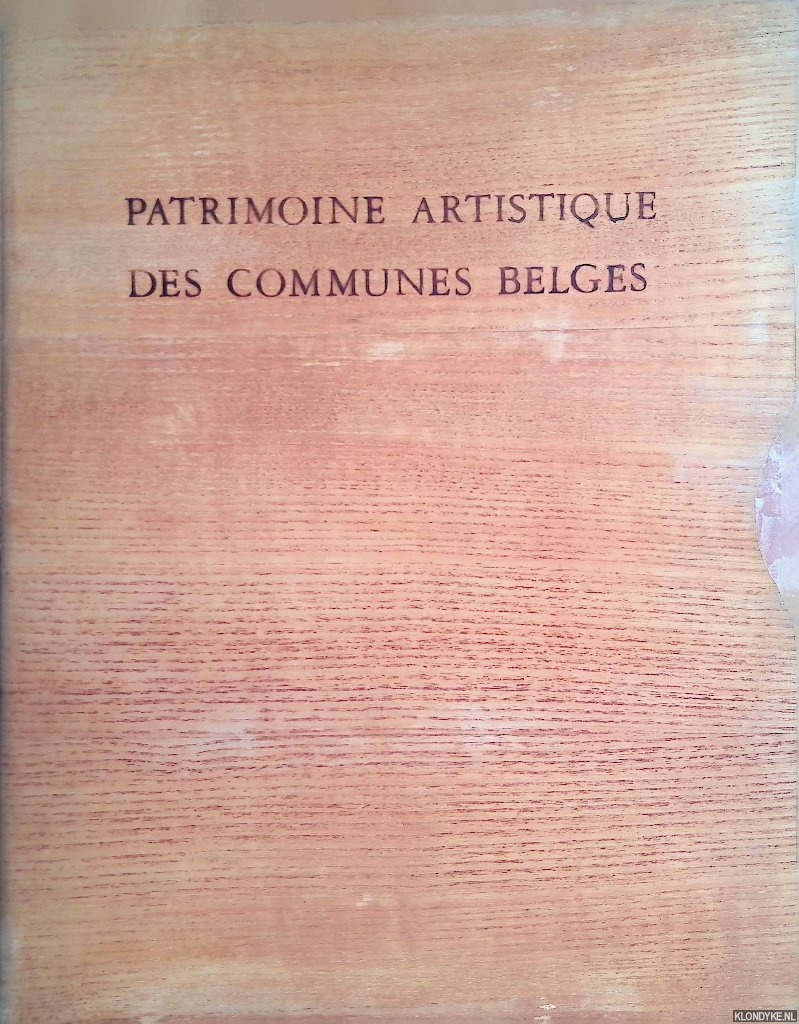 PATRIMOINE ARTISTIQUE
DES COMMUNES BELGES
KLONDYKE.NL